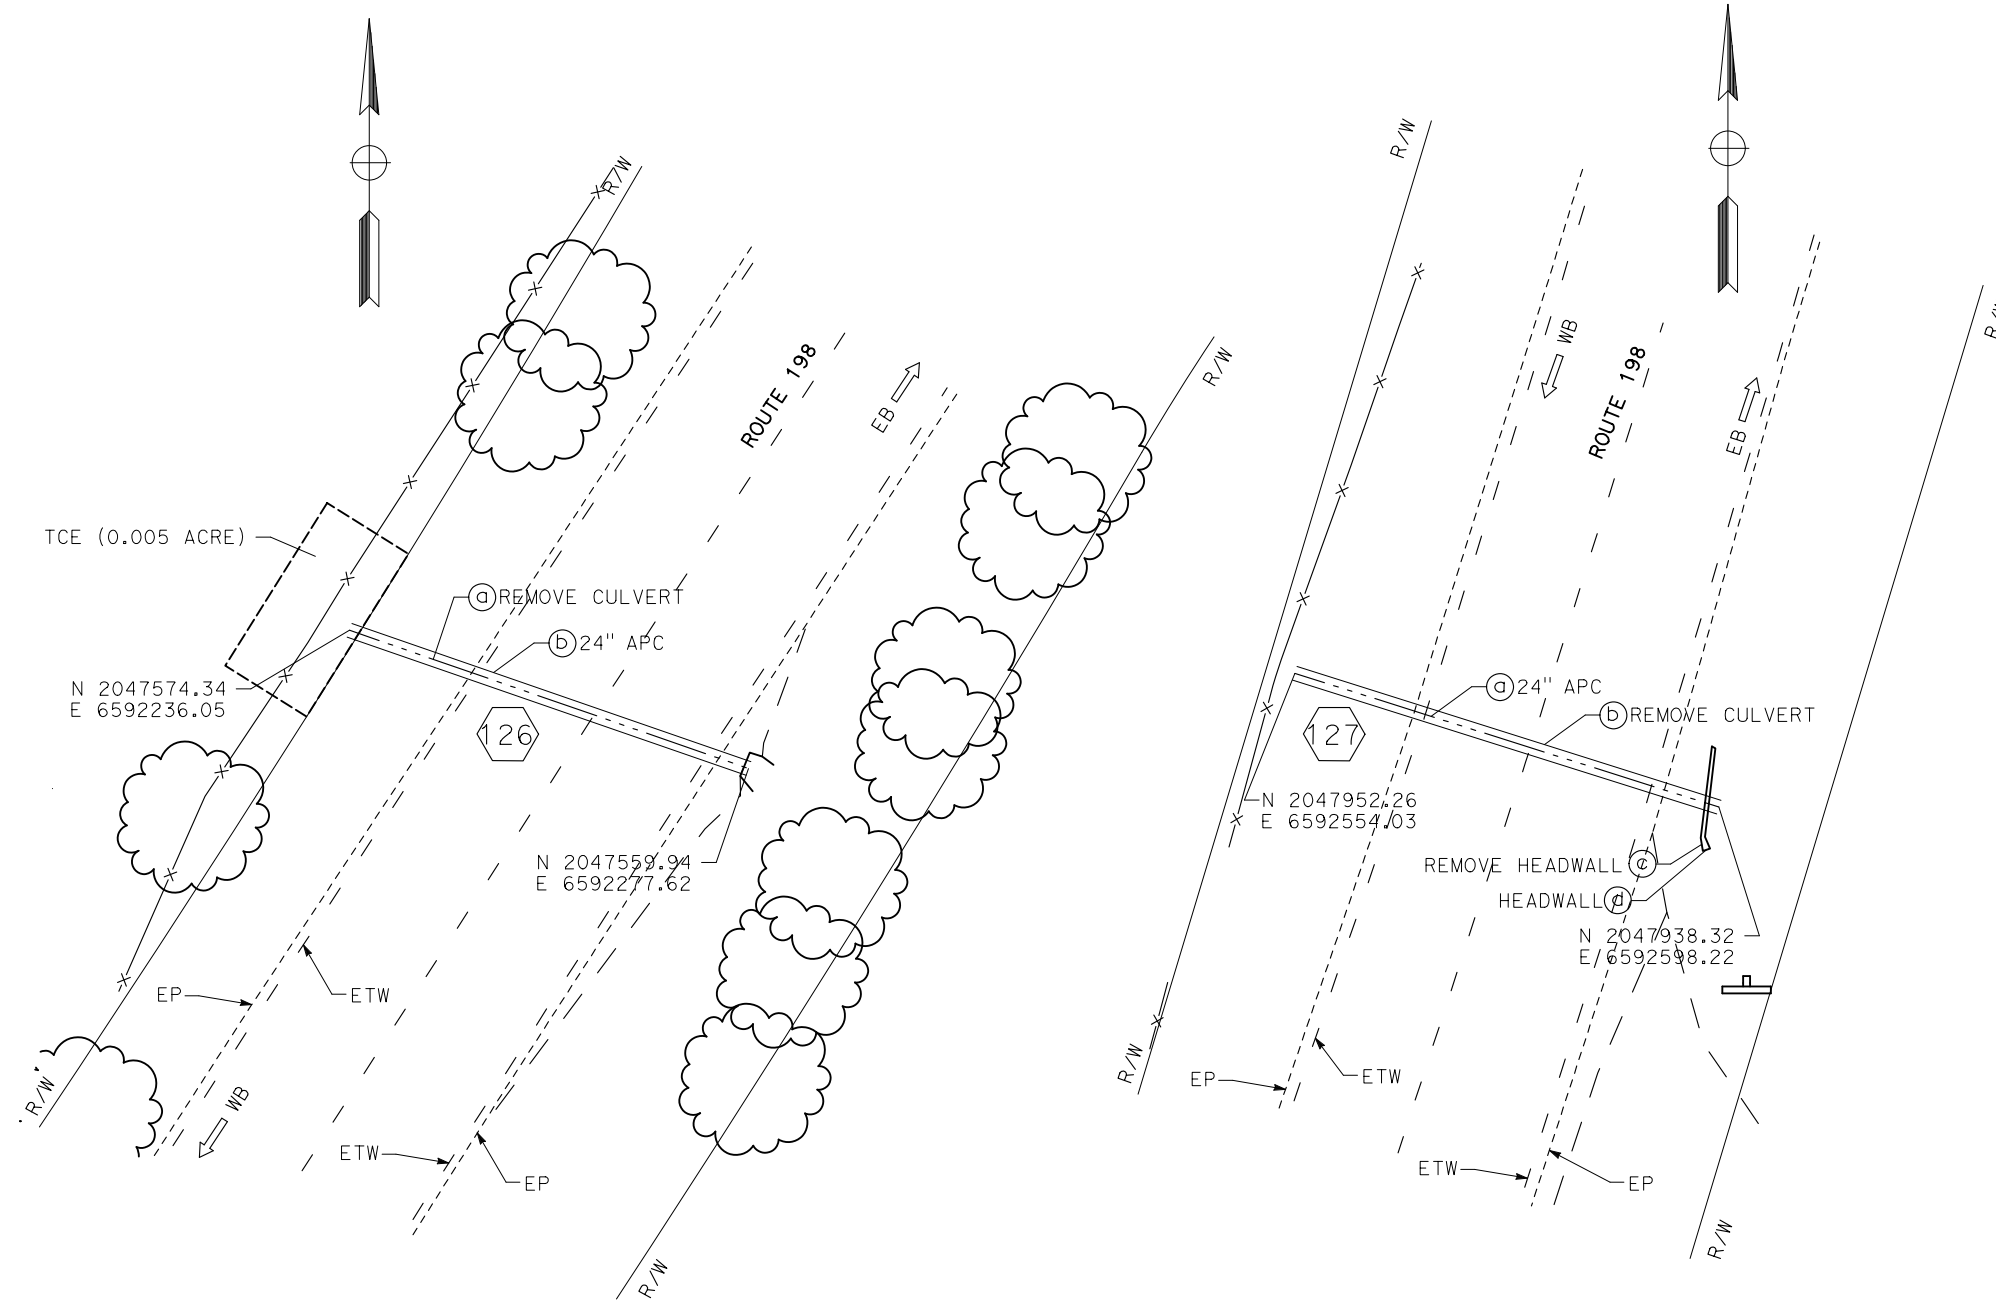 R/W
ROUTE 198
EB
R/W
TCE (0.005 ACRE)
a REMOVE CULVERT
b 24" APC
N 2047574.34
E 6592236.05
126
N 2047559.94
E 6592277.62
EP
ETW
R/W
WB
ETW
EP
R/W
R/W
WB
ROUTE 198
EB
a 24" APC
b REMOVE CULVERT
127
N 2047952.26
E 6592554.03
REMOVE HEADWALL c
HEADWALL d
N 2047938.32
E 6592598.22
R/W
EP
ETW
ETW
EP
R/W